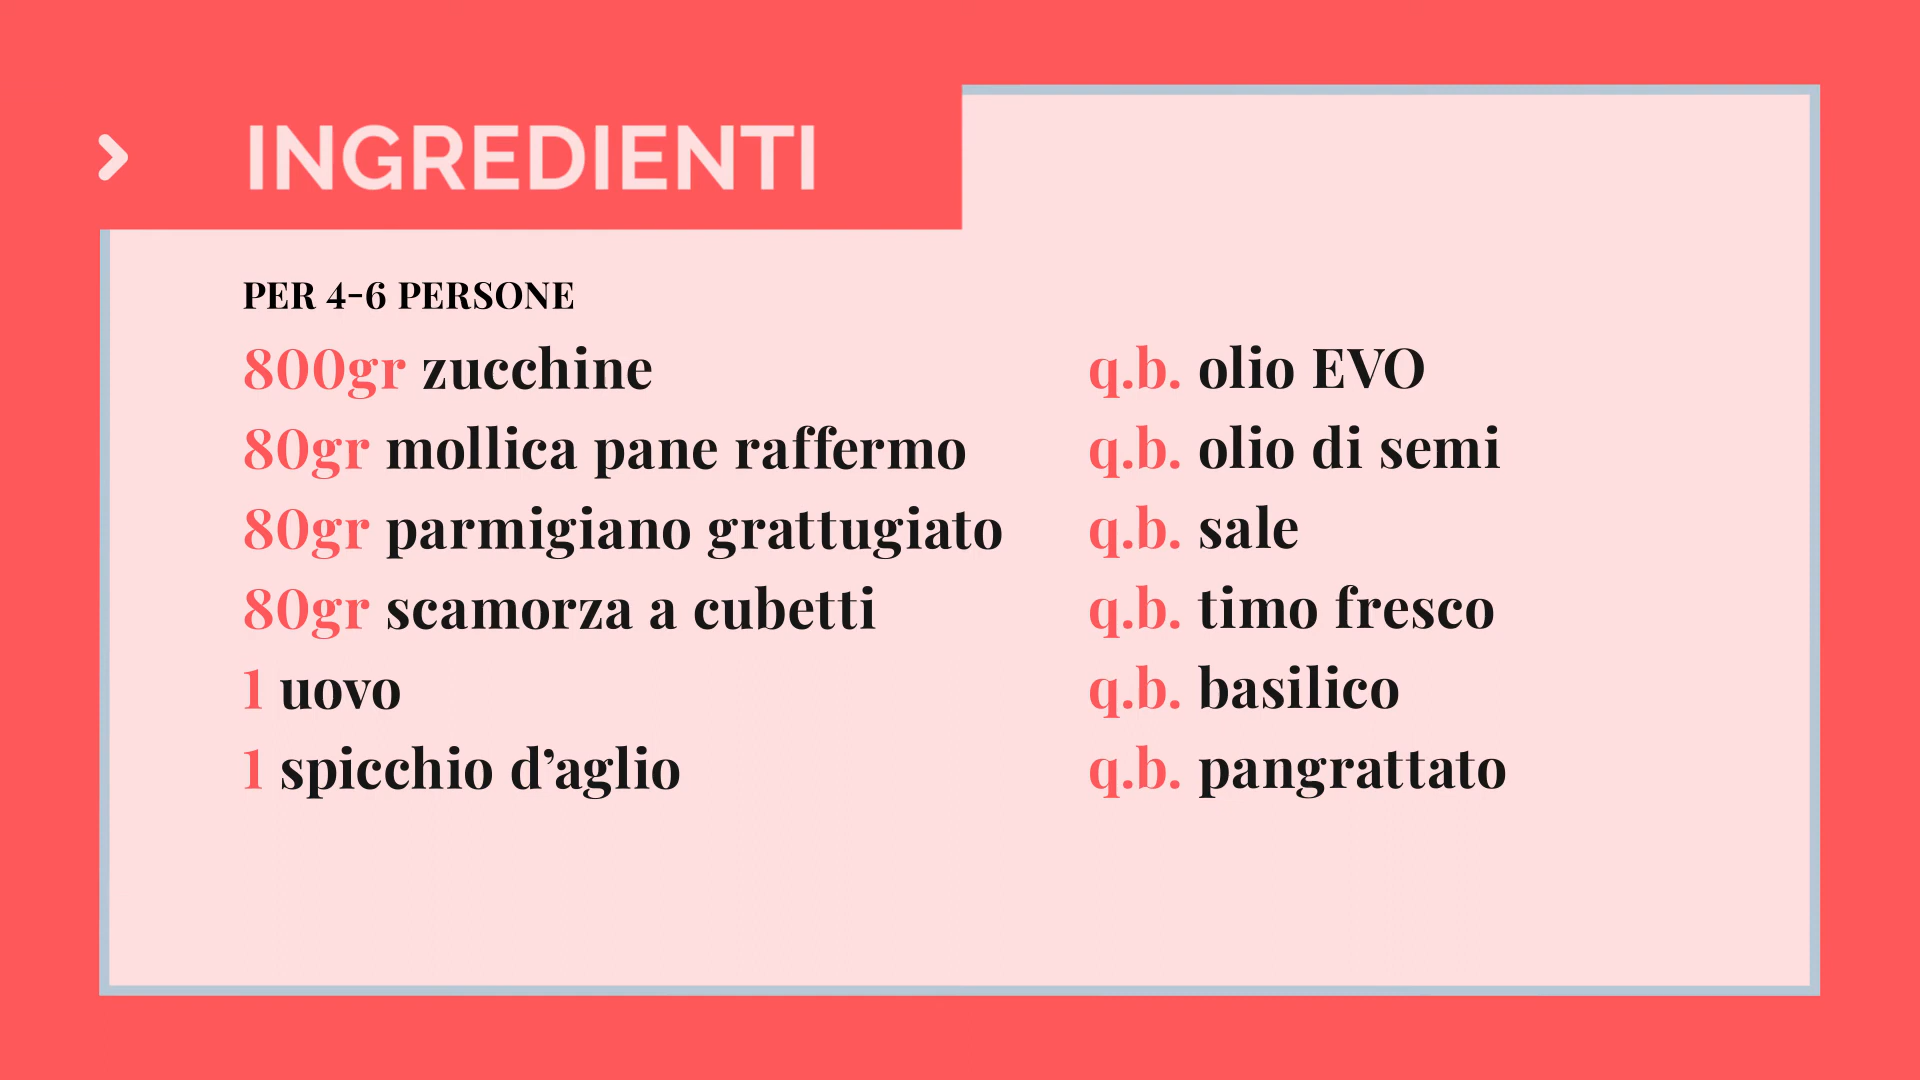 INGREDIENTI
PER 4-6 PERSONE
800gr zucchine
80gr mollica pane raffermo
80gr parmigiano grattugiato
80gr scamorza a cubetti
1 uovo
1 spicchio d’aglio
q.b. olio EVO
q.b. olio di semi
q.b. sale
q.b. timo fresco
q.b. basilico
q.b. pangrattato